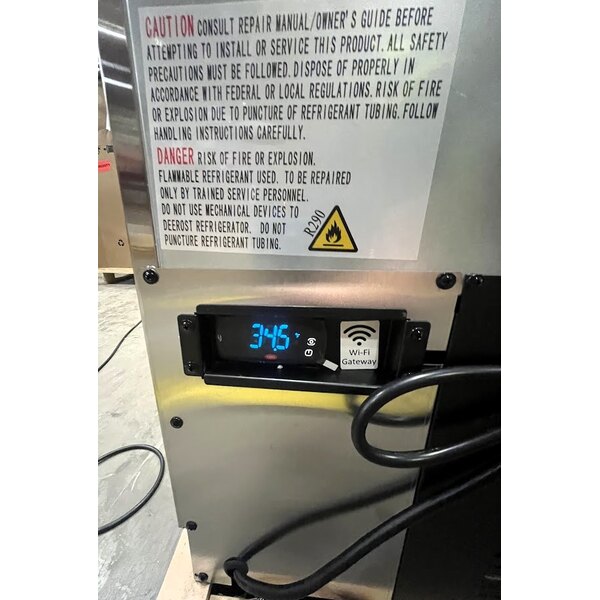 CAUTION CONSULT REPAIR MANUAL/OWNER'S GUIDE BEFORE
ATTEMPTING TO INSTALL OR SERVICE THIS PRODUCT. ALL SAFETY
PRECAUTIONS MUST BE FOLLOWED. DISPOSE OF PROPERLY IN
ACCORDANCE WITH FEDERAL OR LOCAL REGULATIONS. RISK OF FIRE
OR EXPLOSION DUE TO PUNCTURE OF REFRIGERANT TUBING. FOLLOW
HANDLING INSTRUCTIONS CAREFULLY.
DANGER RISK OF FIRE OR EXPLOSION.
FLAMMABLE REFRIGERANT USED. TO BE REPAIRED
ONLY BY TRAINED SERVICE PERSONNEL.
DO NOT USE MECHANICAL DEVICES TO
DEEROST REFRIGERATOR. DO NOT
PUNCTURE REFRIGERANT TUBING.
R290
34.6 °F
Wi-Fi
Gateway